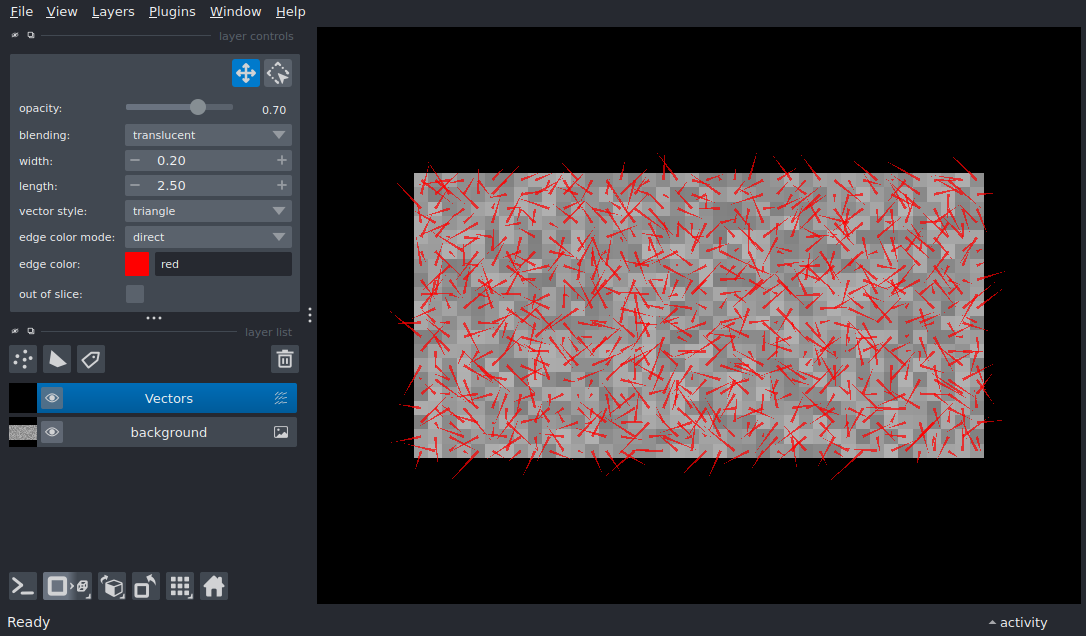 File View Layers Plugins Window Help
layer controls
opacity: 0.70
blending: translucent
width: 0.20
length: 2.50
vector style: triangle
edge color mode: direct
edge color: red
out of slice:
layer list
Vectors
background
Ready
activity